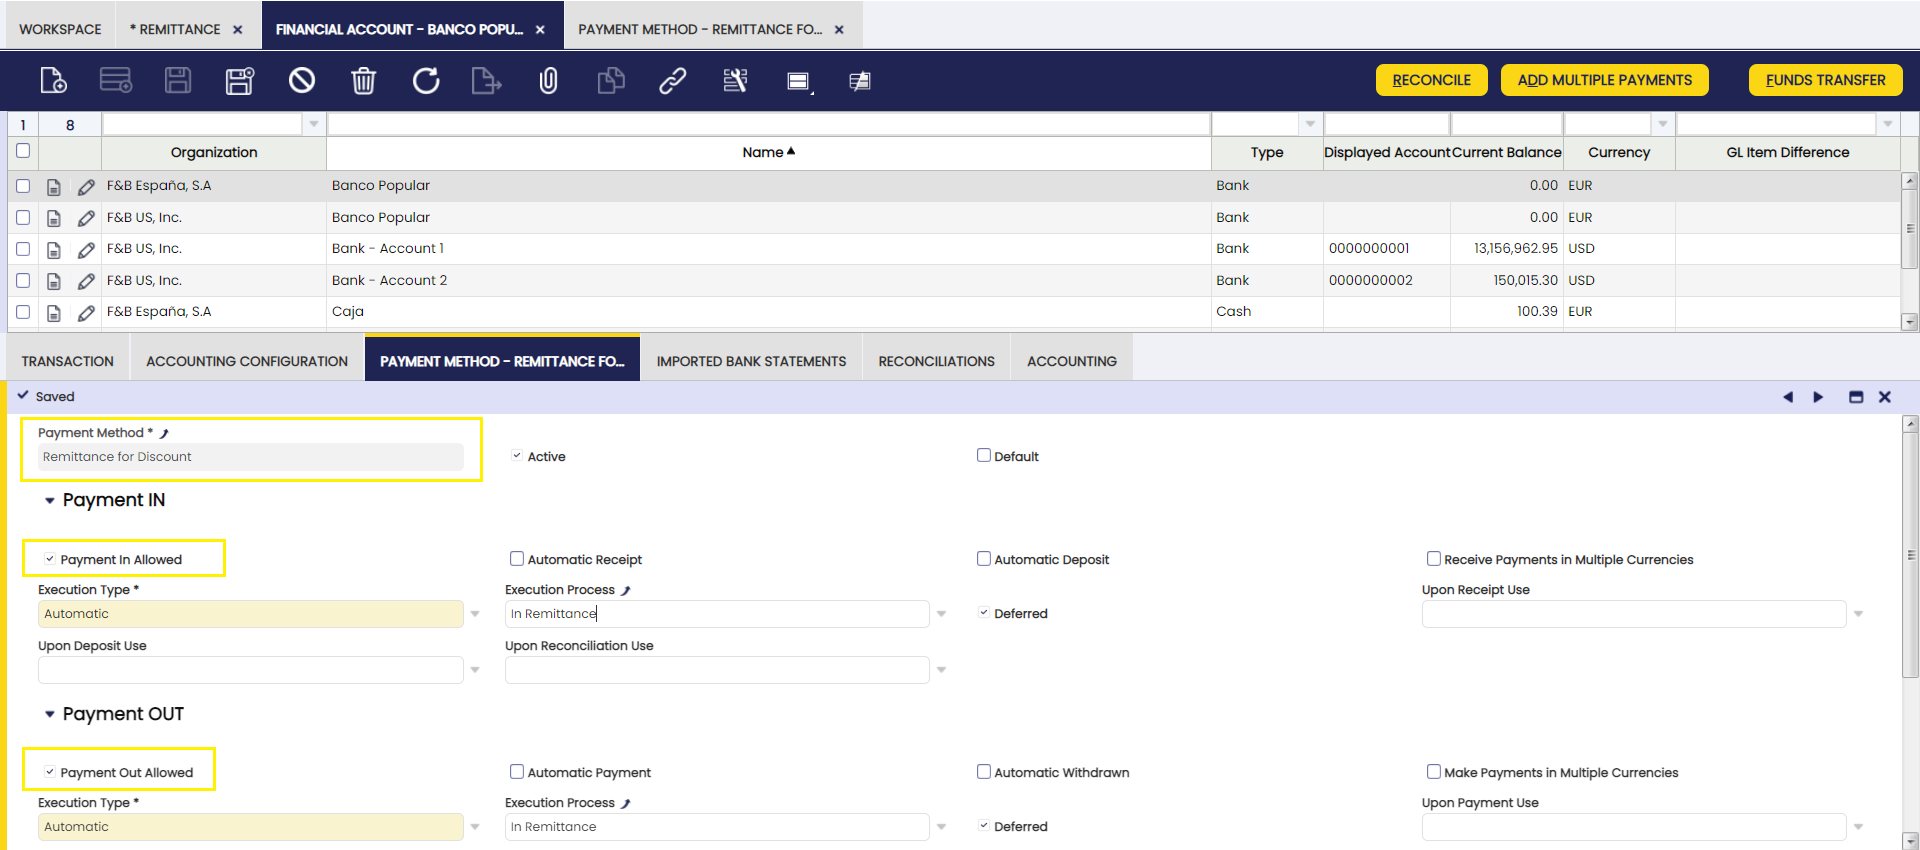 WORKSPACE * REMITTANCE FINANCIAL ACCOUNT - BANCO POPU... PAYMENT METHOD - REMITTANCE FO...
RECONCILE ADD MULTIPLE PAYMENTS FUNDS TRANSFER
1 8
Organization Name Type Displayed Account Current Balance Currency GL Item Difference
F&B España, S.A Banco Popular Bank 0.00 EUR
F&B US, Inc. Banco Popular Bank 0.00 EUR
F&B US, Inc. Bank - Account 1 Bank 0000000001 13,156,962.95 USD
F&B US, Inc. Bank - Account 2 Bank 0000000002 150,015.30 USD
F&B España, S.A Caja Cash 100.39 EUR
TRANSACTION ACCOUNTING CONFIGURATION PAYMENT METHOD - REMITTANCE FO... IMPORTED BANK STATEMENTS RECONCILIATIONS ACCOUNTING
Saved
Payment Method *
Remittance for Discount Active Default
Payment IN
Payment In Allowed Automatic Receipt Automatic Deposit Receive Payments in Multiple Currencies
Execution Type * Execution Process Upon Receipt Use
Automatic In Remittance Deferred
Upon Deposit Use Upon Reconciliation Use
Payment OUT
Payment Out Allowed Automatic Payment Automatic Withdrawn Make Payments in Multiple Currencies
Execution Type * Execution Process Upon Payment Use
Automatic In Remittance Deferred